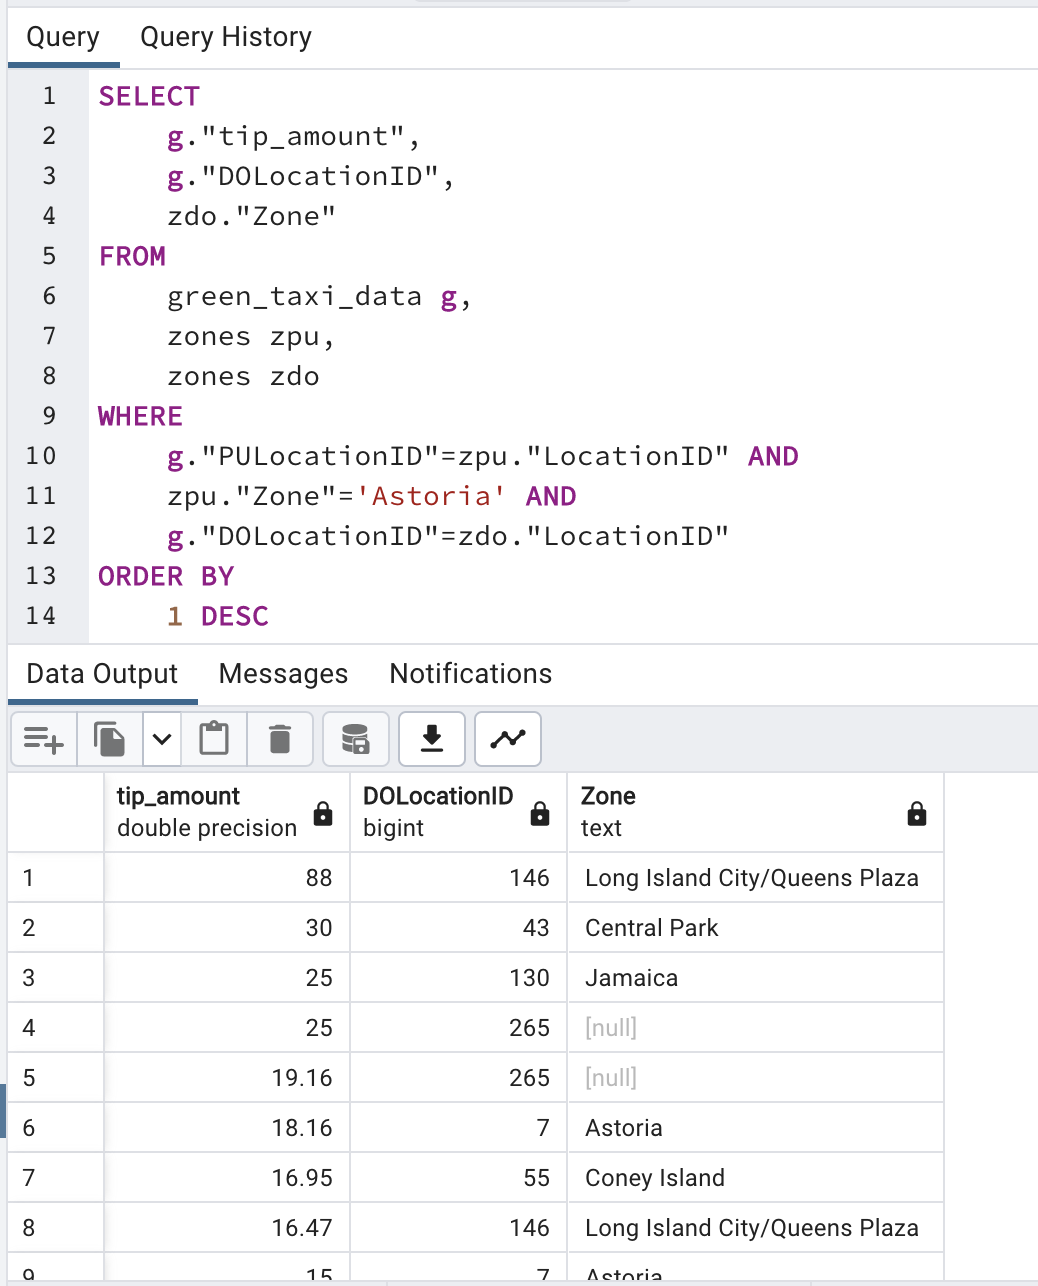 Query Query History
1 SELECT
2 g."tip_amount",
3 g."DOLocationID",
4 zdo."Zone"
5 FROM
6 green_taxi_data g,
7 zones zpu,
8 zones zdo
9 WHERE
10 g."PULocationID"=zpu."LocationID" AND
11 zpu."Zone"='Astoria' AND
12 g."DOLocationID"=zdo."LocationID"
13 ORDER BY
14 1 DESC
Data Output Messages Notifications
tip_amount DOLocationID Zone
double precision bigint text
1 88 146 Long Island City/Queens Plaza
2 30 43 Central Park
3 25 130 Jamaica
4 25 265 [null]
5 19.16 265 [null]
6 18.16 7 Astoria
7 16.95 55 Coney Island
8 16.47 146 Long Island City/Queens Plaza
9 15 7 Astoria